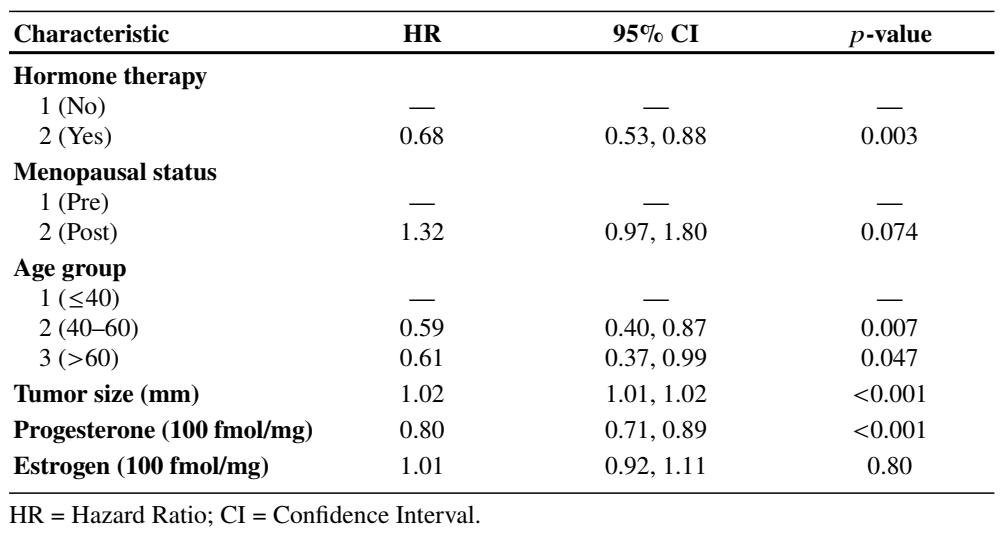 Characteristic HR 95% CI p-value
Hormone therapy
1 (No) — — —
2 (Yes) 0.68 0.53, 0.88 0.003
Menopausal status
1 (Pre) — — —
2 (Post) 1.32 0.97, 1.80 0.074
Age group
1 (≤40) — — —
2 (40–60) 0.59 0.40, 0.87 0.007
3 (>60) 0.61 0.37, 0.99 0.047
Tumor size (mm) 1.02 1.01, 1.02 <0.001
Progesterone (100 fmol/mg) 0.80 0.71, 0.89 <0.001
Estrogen (100 fmol/mg) 1.01 0.92, 1.11 0.80
HR = Hazard Ratio; CI = Confidence Interval.